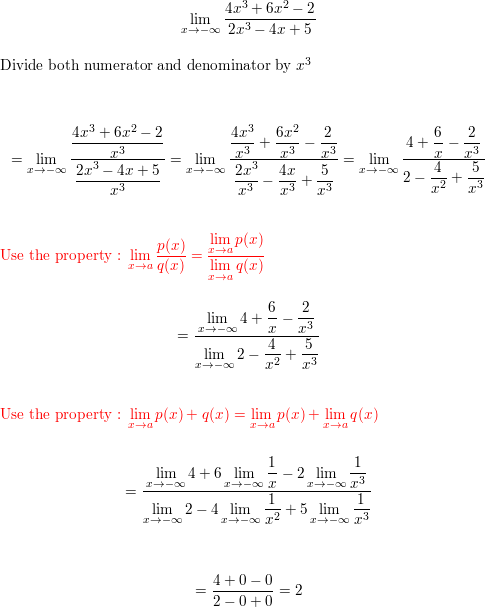 \lim_{x \to -\infty} \frac{4x^3 + 6x^2 - 2}{2x^3 - 4x + 5}
Divide both numerator and denominator by x^3
= \lim_{x \to -\infty} \frac{\frac{4x^3 + 6x^2 - 2}{x^3}}{\frac{2x^3 - 4x + 5}{x^3}} = \lim_{x \to -\infty} \frac{\frac{4x^3}{x^3} + \frac{6x^2}{x^3} - \frac{2}{x^3}}{\frac{2x^3}{x^3} - \frac{4x}{x^3} + \frac{5}{x^3}} = \lim_{x \to -\infty} \frac{4 + \frac{6}{x} - \frac{2}{x^3}}{2 - \frac{4}{x^2} + \frac{5}{x^3}}
Use the property : \lim_{x \to a} \frac{p(x)}{q(x)} = \frac{\lim_{x \to a} p(x)}{\lim_{x \to a} q(x)}
= \frac{\lim_{x \to -\infty} 4 + \frac{6}{x} - \frac{2}{x^3}}{\lim_{x \to -\infty} 2 - \frac{4}{x^2} + \frac{5}{x^3}}
Use the property : \lim_{x \to a} p(x) + q(x) = \lim_{x \to a} p(x) + \lim_{x \to a} q(x)
= \frac{\lim_{x \to -\infty} 4 + 6 \lim_{x \to -\infty} \frac{1}{x} - 2 \lim_{x \to -\infty} \frac{1}{x^3}}{\lim_{x \to -\infty} 2 - 4 \lim_{x \to -\infty} \frac{1}{x^2} + 5 \lim_{x \to -\infty} \frac{1}{x^3}}
= \frac{4 + 0 - 0}{2 - 0 + 0} = 2